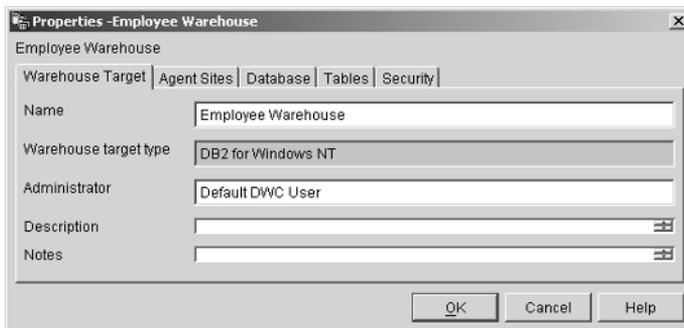 Properties -Employee Warehouse
Employee Warehouse
Warehouse Target Agent Sites Database Tables Security
Name Employee Warehouse
Warehouse target type DB2 for Windows NT
Administrator Default DWC User
Description
Notes
OK Cancel Help